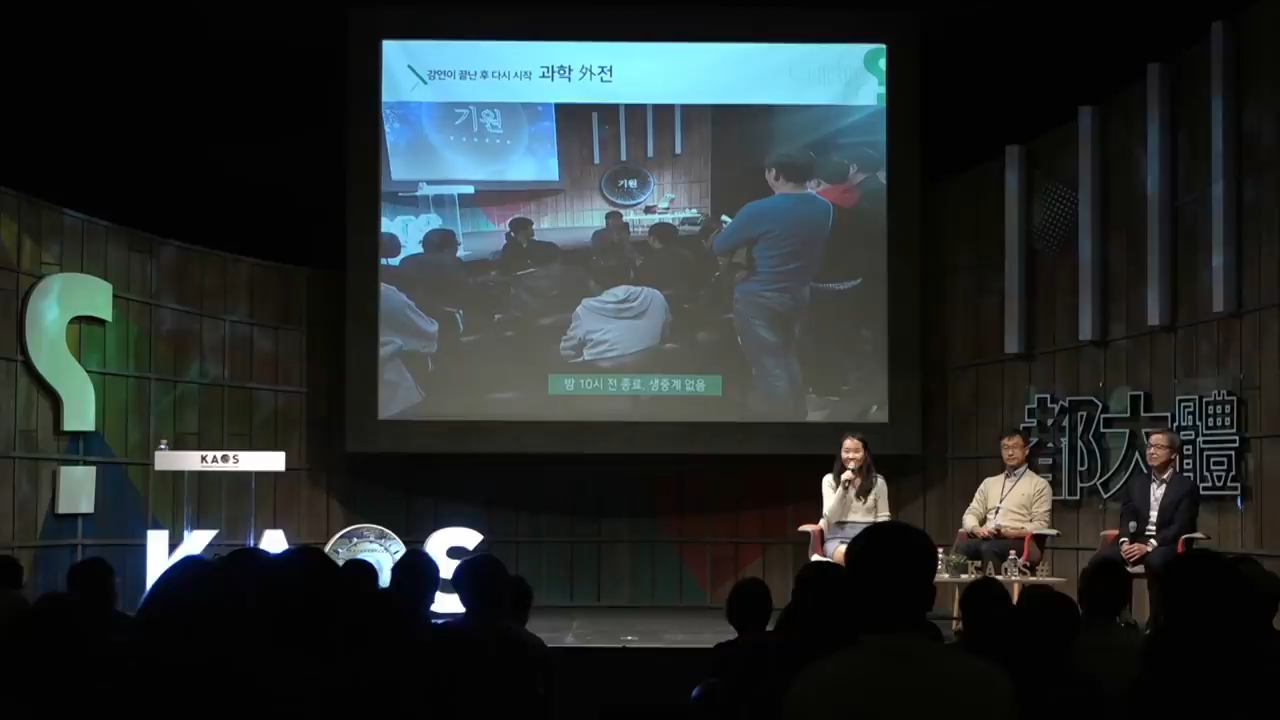 강연이 끝난 후 다시 시작 과학 外전
기원
기원
밤 10시 전 종료, 생중계 없음
KAOS
KAOS
都大體
KAOS#